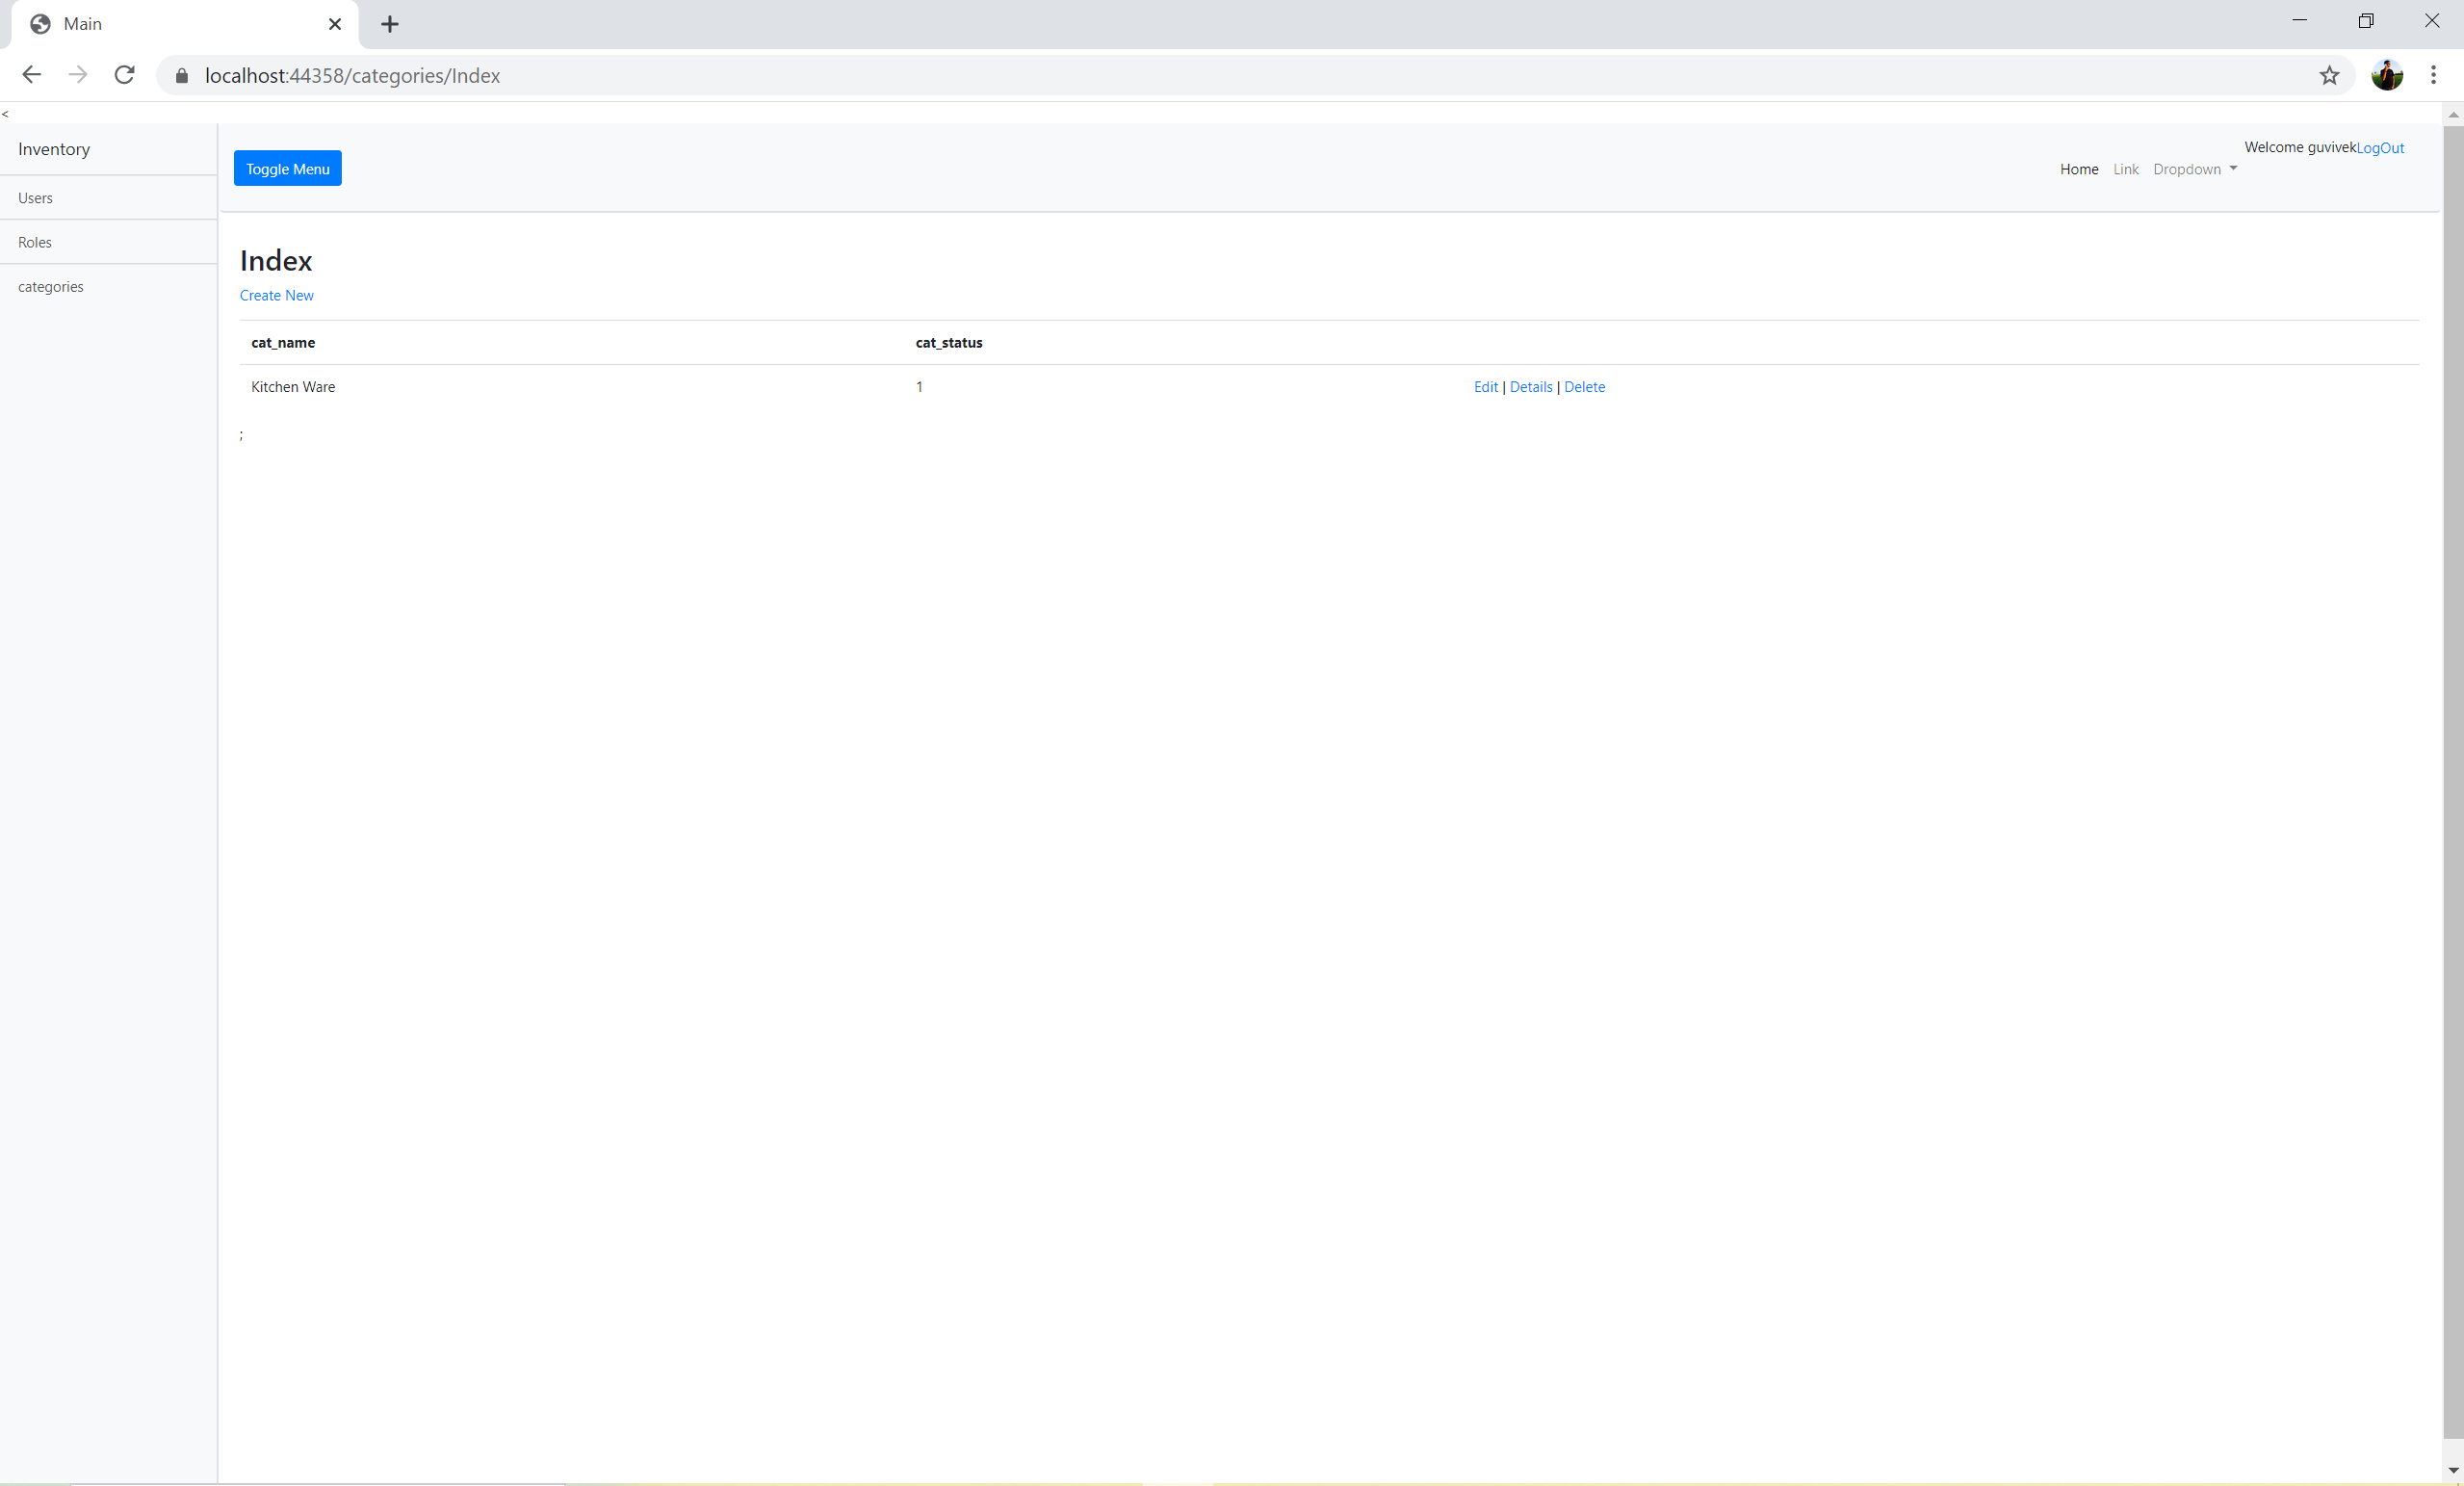 Main
localhost:44358/categories/Index
<
Inventory
Users
Roles
categories
Toggle Menu
Home Link Dropdown
Welcome guvivekLogOut
Index
Create New
cat_name cat_status
Kitchen Ware 1 Edit | Details | Delete
;